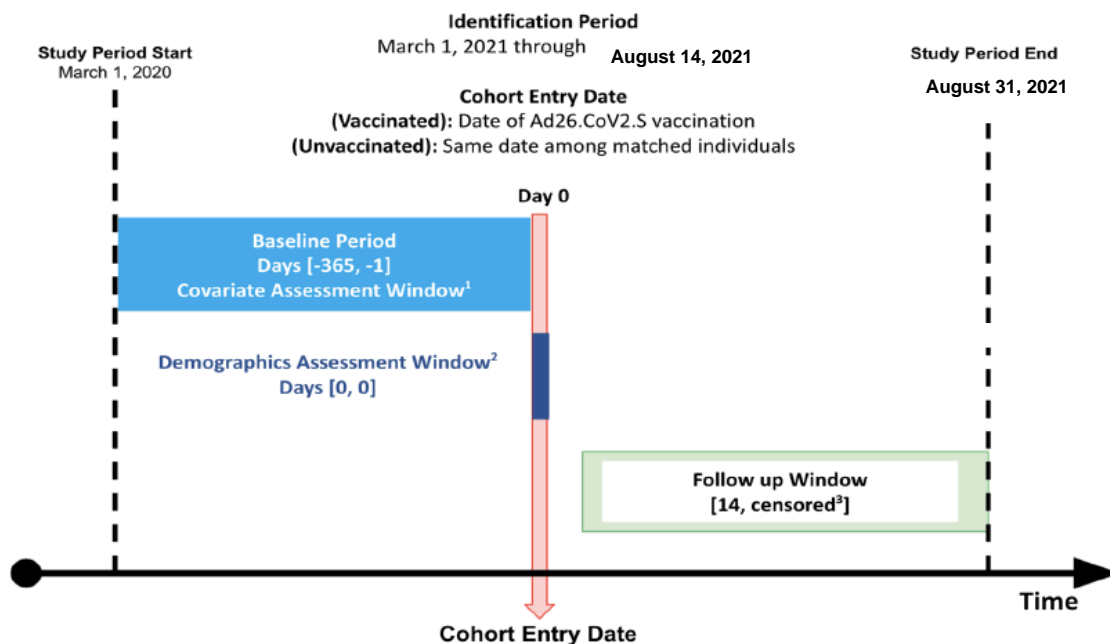 Identification Period
March 1, 2021 through August 14, 2021
Study Period Start
March 1, 2020
Study Period End
August 31, 2021
Cohort Entry Date
(Vaccinated): Date of Ad26.CoV2.S vaccination
(Unvaccinated): Same date among matched individuals
Day 0
Baseline Period
Days [-365, -1]
Covariate Assessment Window¹
Demographics Assessment Window²
Days [0, 0]
Follow up Window
[14, censored³]
Time
Cohort Entry Date